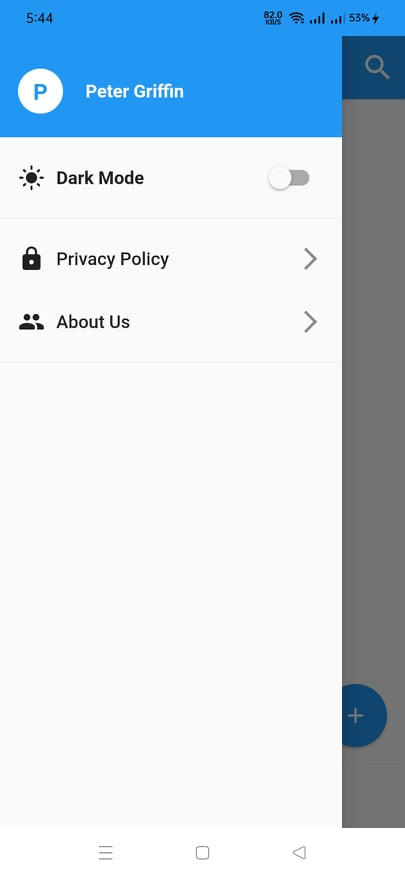 5:44
82.0 KB/S 53%
P
Peter Griffin
Dark Mode
Privacy Policy
About Us